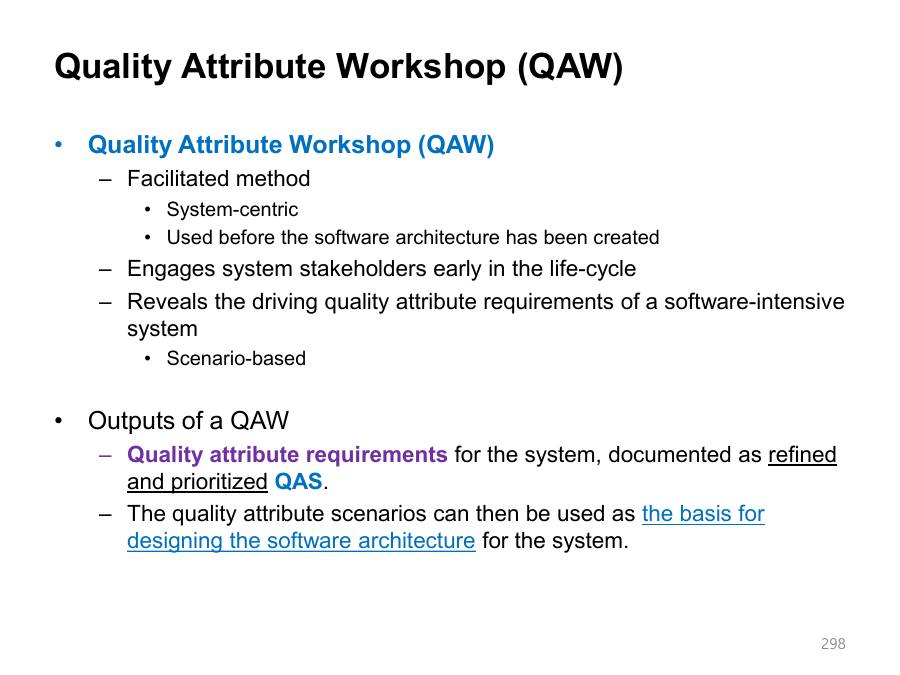 Quality Attribute Workshop (QAW)
• Quality Attribute Workshop (QAW)
– Facilitated method
• System-centric
• Used before the software architecture has been created
– Engages system stakeholders early in the life-cycle
– Reveals the driving quality attribute requirements of a software-intensive
system
• Scenario-based
• Outputs of a QAW
– Quality attribute requirements for the system, documented as refined
and prioritized QAS.
– The quality attribute scenarios can then be used as the basis for
designing the software architecture for the system.
298